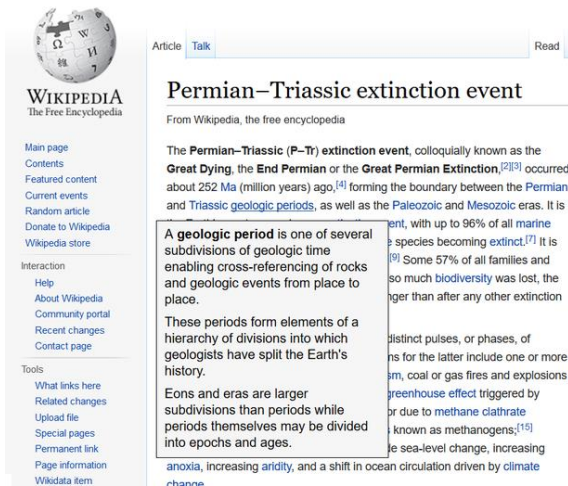 WIKIPEDIA
The Free Encyclopedia
Main page
Contents
Featured content
Current events
Random article
Donate to Wikipedia
Wikipedia store
Interaction
Help
About Wikipedia
Community portal
Recent changes
Contact page
Tools
What links here
Related changes
Upload file
Special pages
Permanent link
Page information
Wikidata item
Article Talk Read
Permian–Triassic extinction event
From Wikipedia, the free encyclopedia
The Permian–Triassic (P–Tr) extinction event, colloquially known as the
Great Dying, the End Permian or the Great Permian Extinction,[2][3] occurred
about 252 Ma (million years) ago,[4] forming the boundary between the Permian
and Triassic geologic periods, as well as the Paleozoic and Mesozoic eras. It is
with up to 96% of all marine
species becoming extinct.[7] It is
[9] Some 57% of all families and
so much biodiversity was lost, the
than after any other extinction
distinct pulses, or phases, of
for the latter include one or more
coal or gas fires and explosions
greenhouse effect triggered by
or due to methane clathrate
known as methanogens;[15]
sea-level change, increasing
anoxia, increasing aridity, and a shift in ocean circulation driven by climate
change
A geologic period is one of several
subdivisions of geologic time
enabling cross-referencing of rocks
and geologic events from place to
place.
These periods form elements of a
hierarchy of divisions into which
geologists have split the Earth's
history.
Eons and eras are larger
subdivisions than periods while
periods themselves may be divided
into epochs and ages.